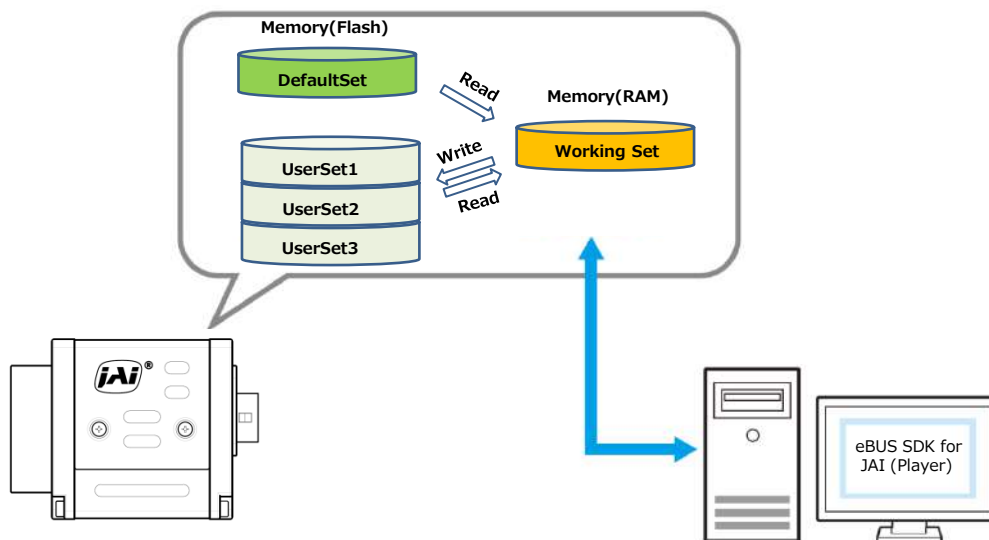 Memory(Flash)
DefaultSet
Read
Memory(RAM)
Working Set
Write
UserSet1
UserSet2
Read
UserSet3
JAi ®
eBUS SDK for
JAI (Player)